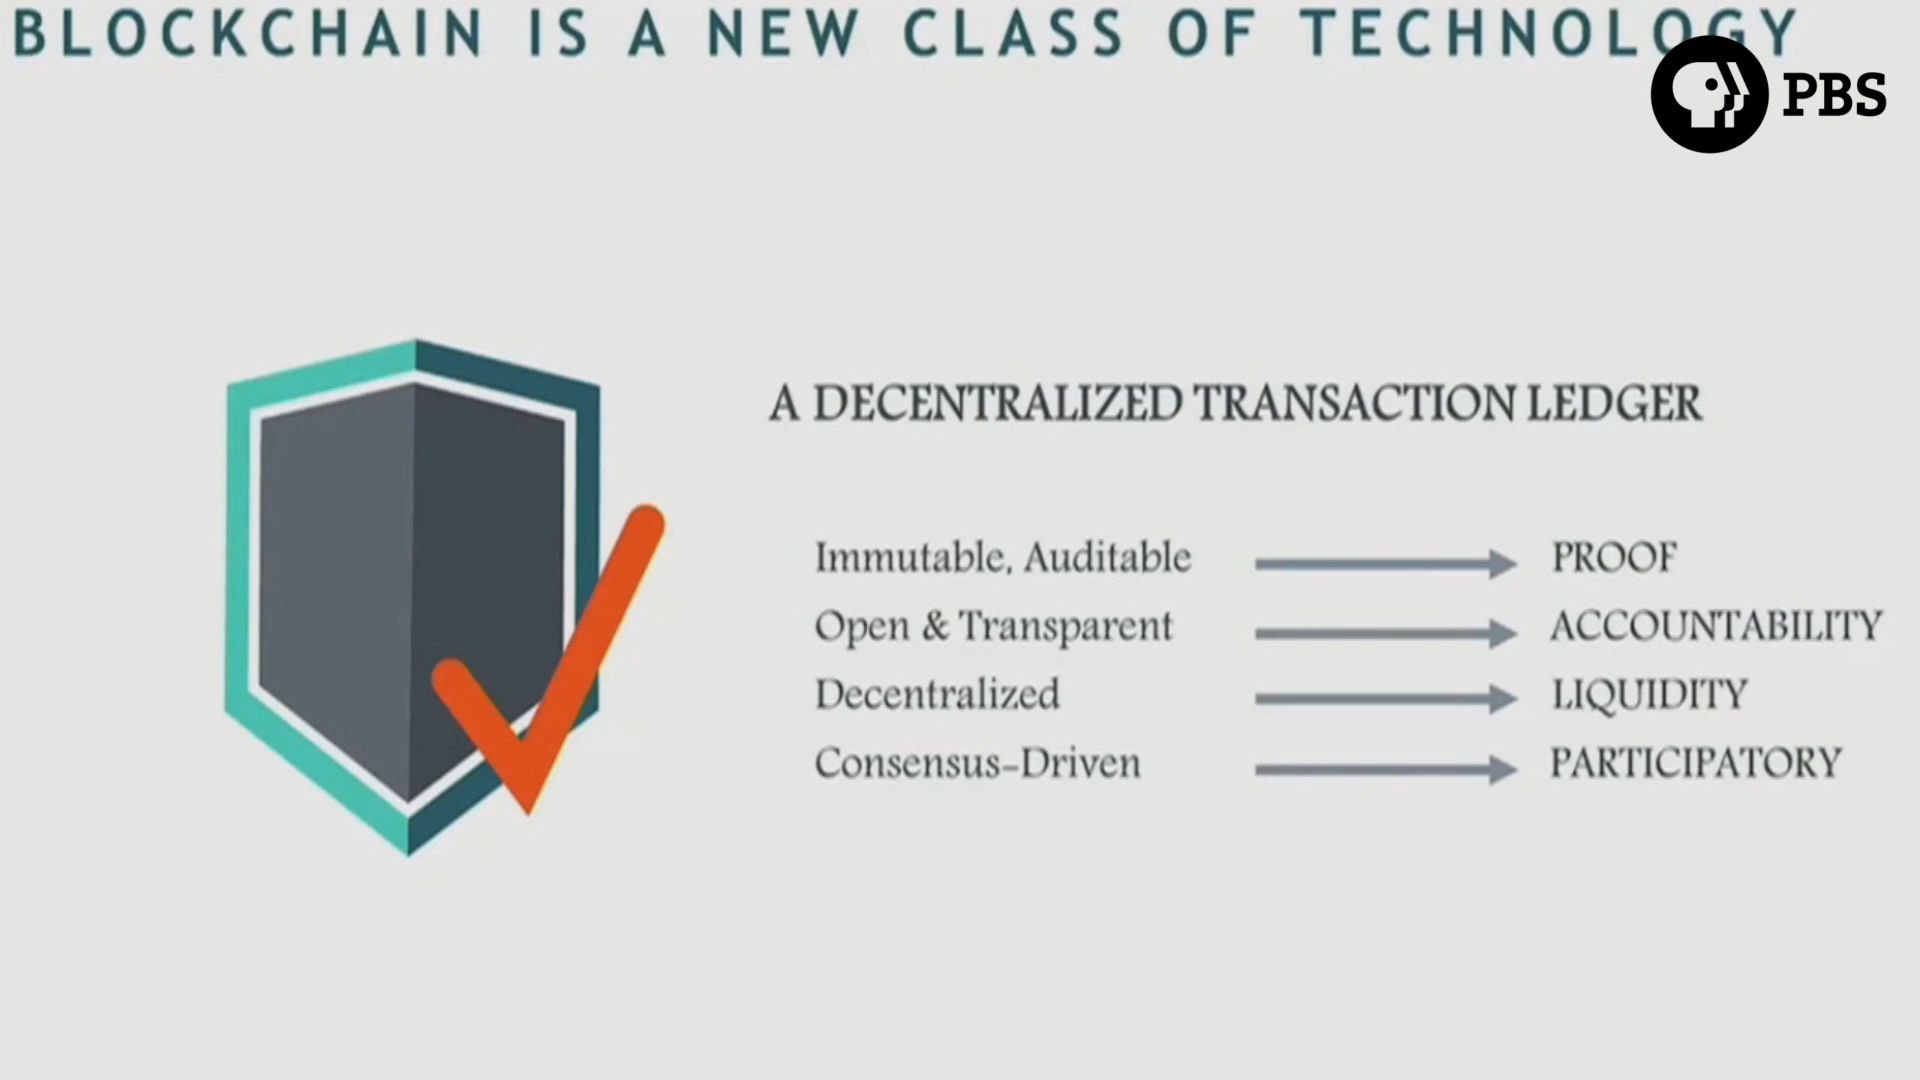 BLOCKCHAIN IS A NEW CLASS OF TECHNOLOGY
PBS
A DECENTRALIZED TRANSACTION LEDGER
Immutable, Auditable PROOF
Open & Transparent ACCOUNTABILITY
Decentralized LIQUIDITY
Consensus-Driven PARTICIPATORY